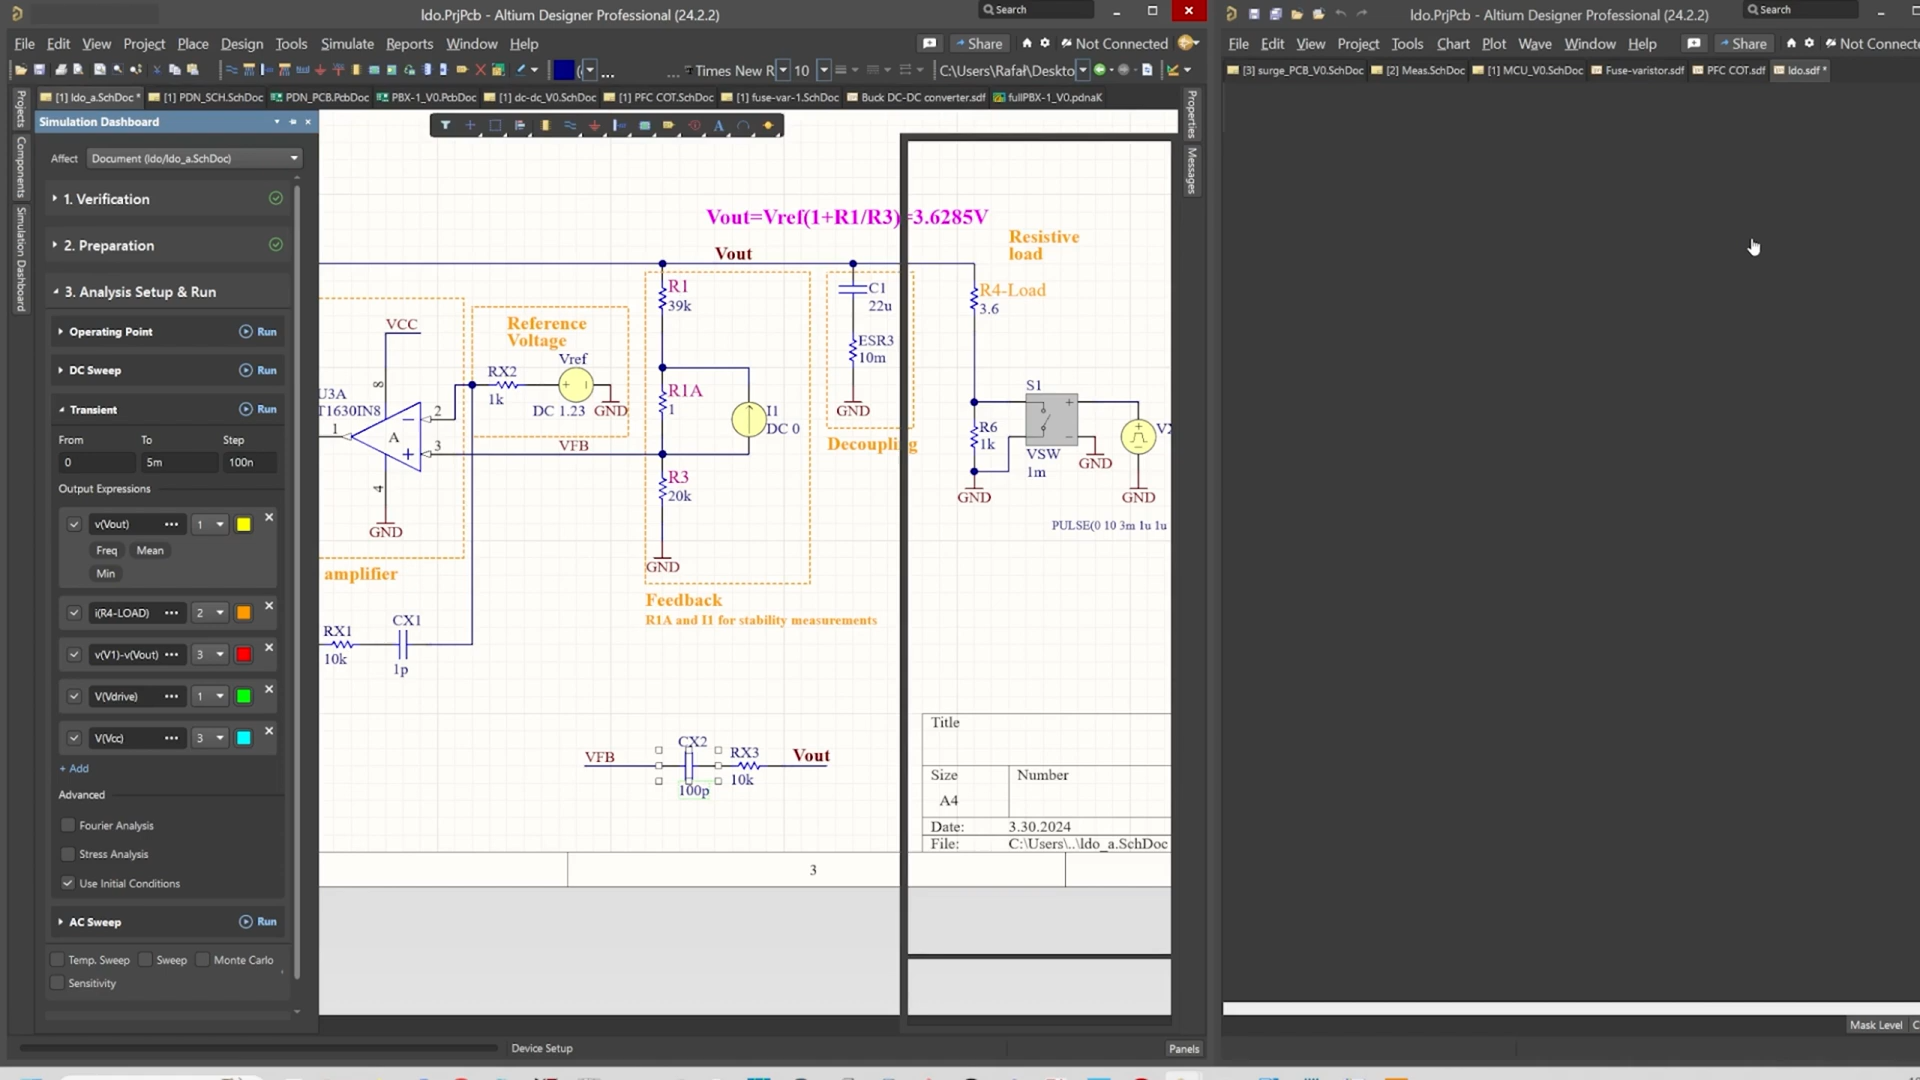 ldo.PrjPcb - Altium Designer Professional (24.2.2)
Search
File Edit View Project Place Design Tools Simulate Reports Window Help
Share
Not Connected
Times New R
10
C:\Users\Rafał\Deskto
[1] ldo_a.SchDoc *
[1] PDN_SCH.SchDoc
PDN_PCB.PcbDoc
PBX-1_V0.PcbDoc
[1] dc-dc_V0.SchDoc
[1] PFC COT.SchDoc
[1] fuse-var-1.SchDoc
Buck DC-DC converter.sdf
fullPBX-1_V0.pdnaK
Projects
Components
Simulation Dashboard
Simulation Dashboard
Affect
Document (ldo/ldo_a.SchDoc)
1. Verification
2. Preparation
3. Analysis Setup & Run
Operating Point
Run
DC Sweep
Run
Transient
Run
From
To
Step
0
5m
100n
Output Expressions
v(Vout)
...
1
Freq
Mean
Min
i(R4-LOAD)
...
2
v(V1)-v(Vout)
...
3
V(Vdrive)
...
1
V(Vcc)
...
3
+ Add
Advanced
Fourier Analysis
Stress Analysis
Use Initial Conditions
AC Sweep
Run
Temp. Sweep
Sweep
Monte Carlo
Sensitivity
Vout=Vref(1+R1/R3)=3.6285V
Vout
Resistive
load
R1
39k
C1
22u
R4-Load
3.6
VCC
Reference
Voltage
Vref
ESR3
10m
RX2
1k
DC 1.23
GND
8
U3A
T1630IN8
1
2
A
3
R1A
1
I1
DC 0
GND
S1
VFB
Decoupling
R6
1k
VSW
1m
GND
R3
20k
4
GND
GND
GND
PULSE(0 10 3m 1u 1u
GND
amplifier
Feedback
R1A and I1 for stability measurements
RX1
10k
CX1
1p
VFB
CX2
100p
RX3
10k
Vout
Title
Size
Number
A4
Date:
3.30.2024
File:
C:\Users\..\ldo_a.SchDoc
3
Properties
Messages
Device Setup
Panels
ldo.PrjPcb - Altium Designer Professional (24.2.2)
Search
File Edit View Project Tools Chart Plot Wave Window Help
Share
Not Connecte
[3] surge_PCB_V0.SchDoc
[2] Meas.SchDoc
[1] MCU_V0.SchDoc
Fuse-varistor.sdf
PFC COT.sdf
ldo.sdf *
Mask Level